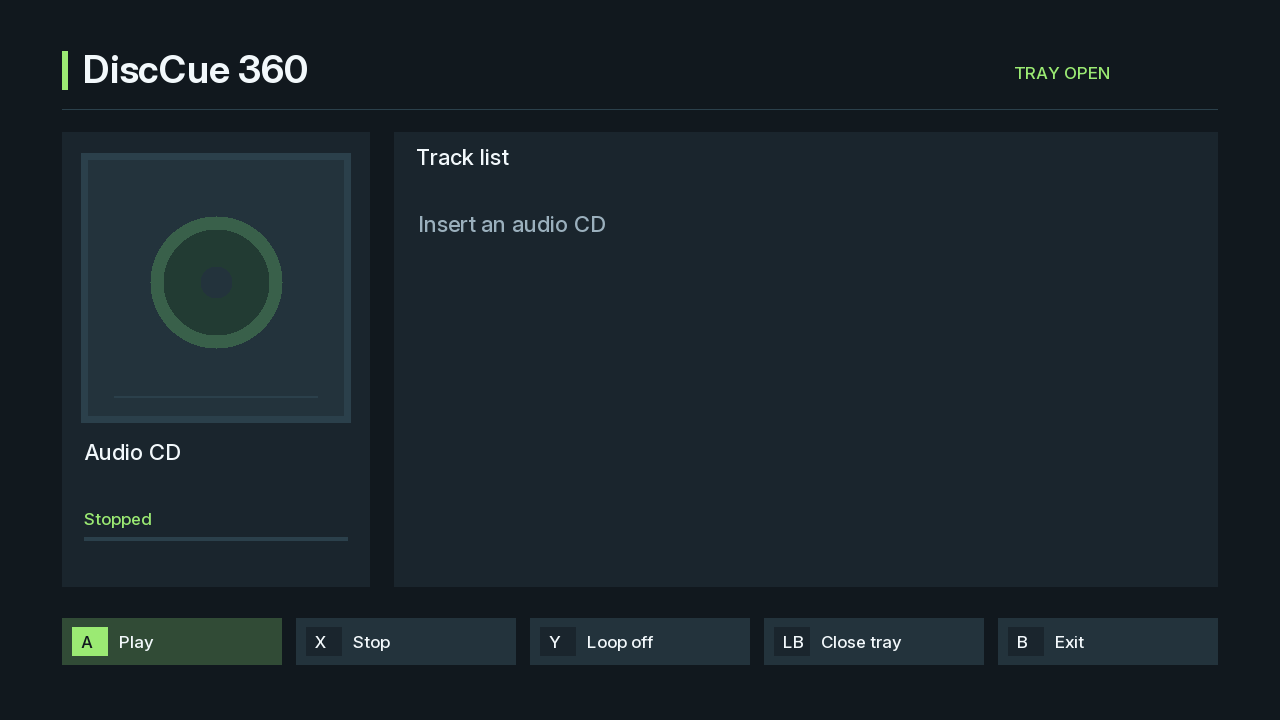 DiscCue 360
TRAY OPEN
Track list
Insert an audio CD
Audio CD
Stopped
A Play
X Stop
Y Loop off
LB Close tray
B Exit